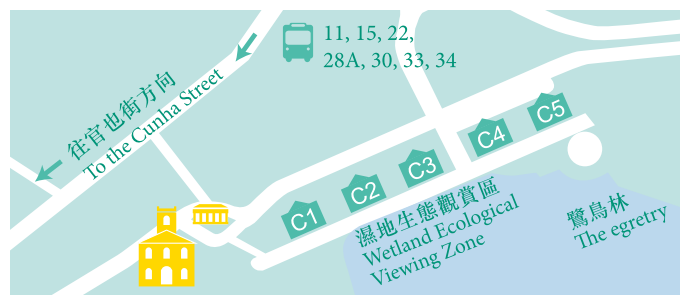 11, 15, 22,
28A, 30, 33, 34
往官也街方向
To the Cunha Street
C1
C2
C3
C4
C5
濕地生態觀賞區
Wetland Ecological
Viewing Zone
鷺鳥林
The egretry